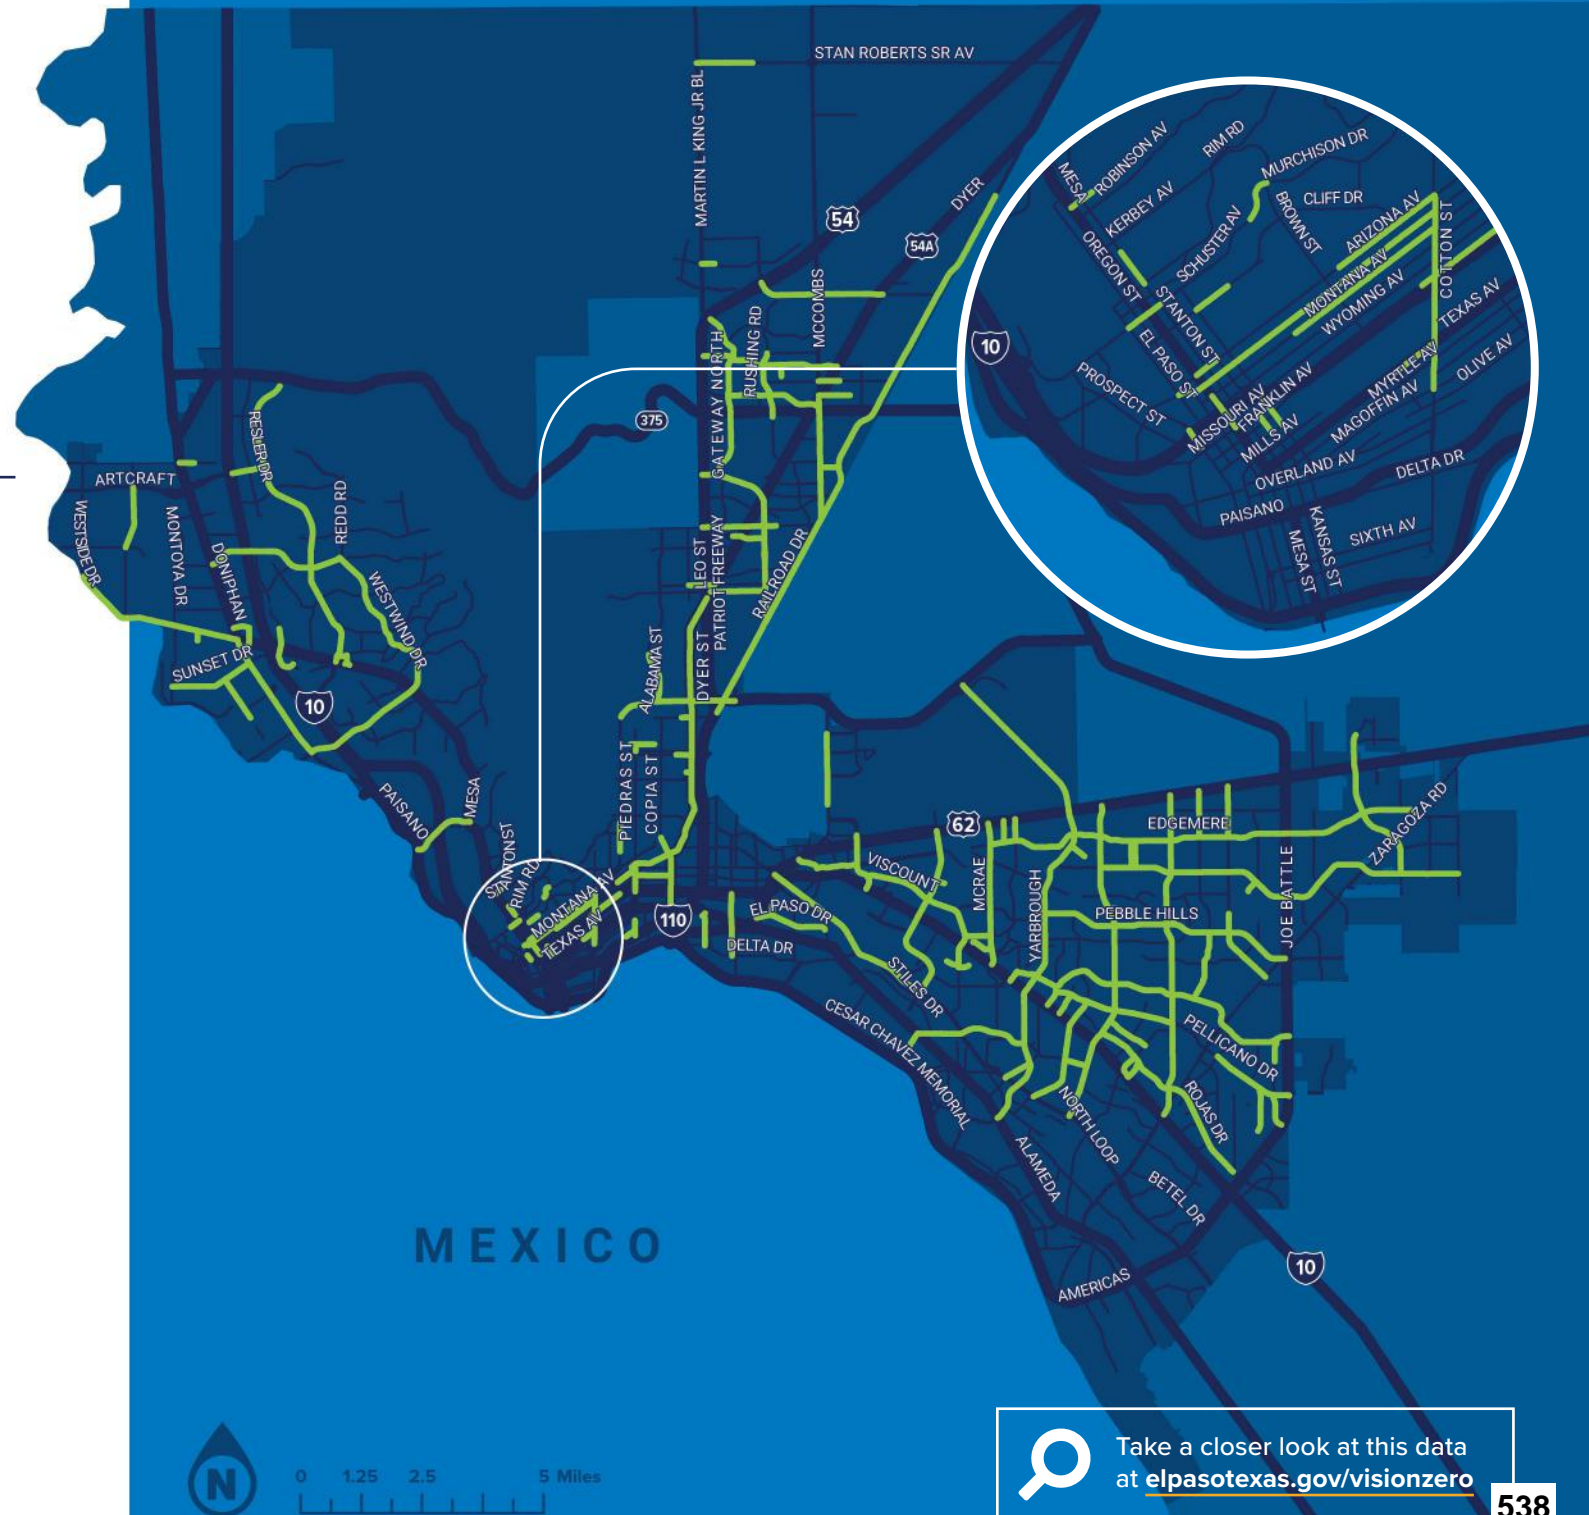 STAN ROBERTS SR AV
MARTIN L KING JR BL
54
54A
DYER
MCCOMBS
RUSHING RD
GATEWAY NORTH
375
RESLER DR
ARTCRAFT
WESTSIDE DR
MONTOYA DR
REDD RD
DONIPHAN
WESTWIND DR
SUNSET DR
10
LEO ST
PATRIOT FREEWAY
RAILROAD DR
ALABAMA ST
DYER ST
PIEDRAS ST
COPIA ST
PAISANO
MESA
STANTON ST
RIM RD
MONTANA AV
TEXAS AV
110
EL PASO DR
DELTA DR
VISCOUNT
62
MCRAE
YARBROUGH
EDGEMERE
ZARAGOZA RD
PEBBLE HILLS
JOE BATTLE
STILES DR
CESAR CHAVEZ MEMORIAL
PELLICANO DR
ROJAS DR
NORTH LOOP
ALAMEDA
BETEL DR
AMERICAS
10
MESA
ROBINSON AV
RIM RD
MURCHISON DR
KERBEY AV
CLIFF DR
BROWN ST
SCHUSTER AV
ARIZONA AV
COTTON ST
OREGON ST
MONTANA AV
WYOMING AV
STANTON ST
TEXAS AV
10
EL PASO ST
PROSPECT ST
MYRTLE AV
OLIVE AV
MISSOURI AV
FRANKLIN AV
MAGOFFIN AV
MILLS AV
OVERLAND AV
DELTA DR
PAISANO
KANSAS ST
MESA ST
SIXTH AV
MEXICO
N
0 1.25 2.5 5 Miles
Take a closer look at this data
at elpasotexas.gov/visionzero
538